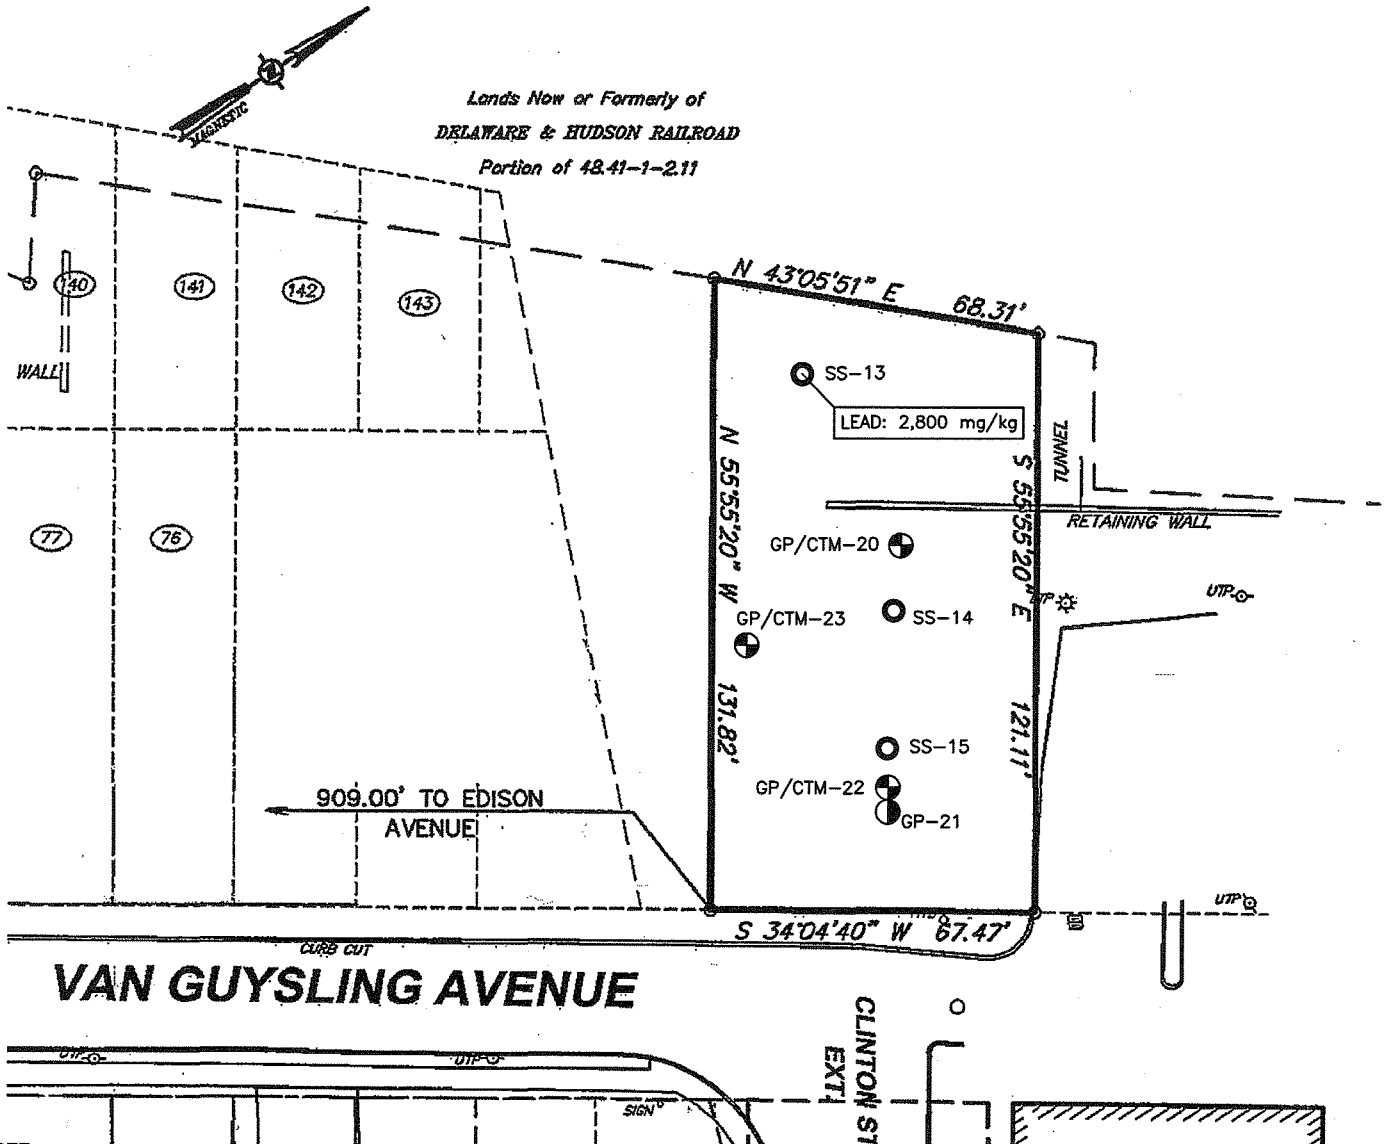 MAGNETIC
Lands Now or Formerly of
DELAWARE & HUDSON RAILROAD
Portion of 48.41-1-2.11
N 43°05'51" E 68.31'
140
141
142
143
WALL
SS-13
LEAD: 2,800 mg/kg
TUNNEL
N 55°55'20" W 131.82'
S 55°55'20" E 121.11'
RETAINING WALL
77
76
GP/CTM-20
SS-14
UTP
UTP
GP/CTM-23
SS-15
GP/CTM-22
GP-21
909.00' TO EDISON
AVENUE
UTP
S 34°04'40" W 67.47'
CURB CUT
VAN GUYSLING AVENUE
CLINTON ST
EXT.
UTP
UTP
SIGN